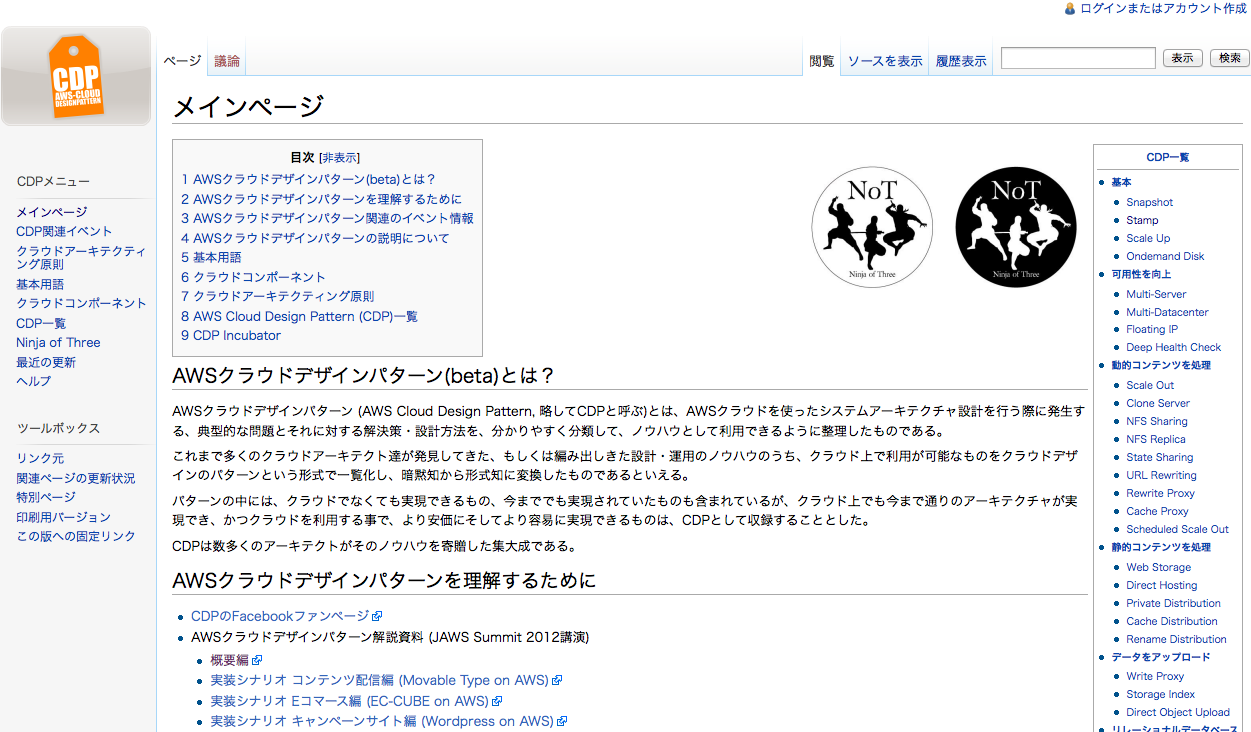 ログインまたはアカウント作成
CDP
AWS-CLOUD
DESIGNPATTERN
ページ
議論
閲覧
ソースを表示
履歴表示
表示
検索
メインページ
CDPメニュー
メインページ
CDP関連イベント
クラウドアーキテクティ
ング原則
基本用語
クラウドコンポーネント
CDP一覧
Ninja of Three
最近の更新
ヘルプ
ツールボックス
リンク元
関連ページの更新状況
特別ページ
印刷用バージョン
この版への固定リンク
目次 [非表示]
1 AWSクラウドデザインパターン(beta)とは？
2 AWSクラウドデザインパターンを理解するために
3 AWSクラウドデザインパターン関連のイベント情報
4 AWSクラウドデザインパターンの説明について
5 基本用語
6 クラウドコンポーネント
7 クラウドアーキテクティング原則
8 AWS Cloud Design Pattern (CDP)一覧
9 CDP Incubator
NoT
Ninja of Three
NoT
Ninja of Three
AWSクラウドデザインパターン(beta)とは？
AWSクラウドデザインパターン (AWS Cloud Design Pattern, 略してCDPと呼ぶ)とは、AWSクラウドを使ったシステムアーキテクチャ設計を行う際に発生す
る、典型的な問題とそれに対する解決策・設計方法を、分かりやすく分類して、ノウハウとして利用できるように整理したものである。
これまで多くのクラウドアーキテクト達が発見してきた、もしくは編み出しきた設計・運用のノウハウのうち、クラウド上で利用が可能なものをクラウドデザ
インのパターンという形式で一覧化し、暗黙知から形式知に変換したものであるといえる。
パターンの中には、クラウドでなくても実現できるもの、今まででも実現されていたものも含まれているが、クラウド上でも今まで通りのアーキテクチャが実
現でき、かつクラウドを利用する事で、より安価にそしてより容易に実現できるものは、CDPとして収録することとした。
CDPは数多くのアーキテクトがそのノウハウを寄贈した集大成である。
AWSクラウドデザインパターンを理解するために
CDPのFacebookファンページ
AWSクラウドデザインパターン解説資料 (JAWS Summit 2012講演)
概要編
実装シナリオ コンテンツ配信編 (Movable Type on AWS)
実装シナリオ Eコマース編 (EC-CUBE on AWS)
実装シナリオ キャンペーンサイト編 (Wordpress on AWS)
CDP一覧
基本
Snapshot
Stamp
Scale Up
Ondemand Disk
可用性を向上
Multi-Server
Multi-Datacenter
Floating IP
Deep Health Check
動的コンテンツを処理
Scale Out
Clone Server
NFS Sharing
NFS Replica
State Sharing
URL Rewriting
Rewrite Proxy
Cache Proxy
Scheduled Scale Out
静的コンテンツを処理
Web Storage
Direct Hosting
Private Distribution
Cache Distribution
Rename Distribution
データをアップロード
Write Proxy
Storage Index
Direct Object Upload
リレーショナルデータベース